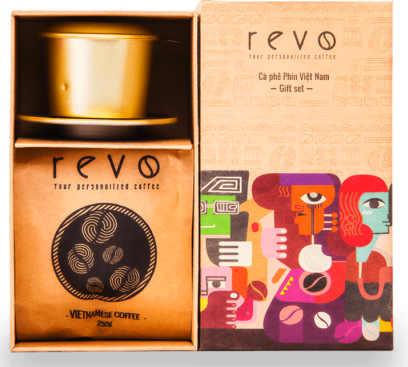 revo
Your personalized coffee
- VIETNAMESE COFFEE -
250g
revo
Your personalized coffee
Cà phê Phin Việt Nam
– Gift set –